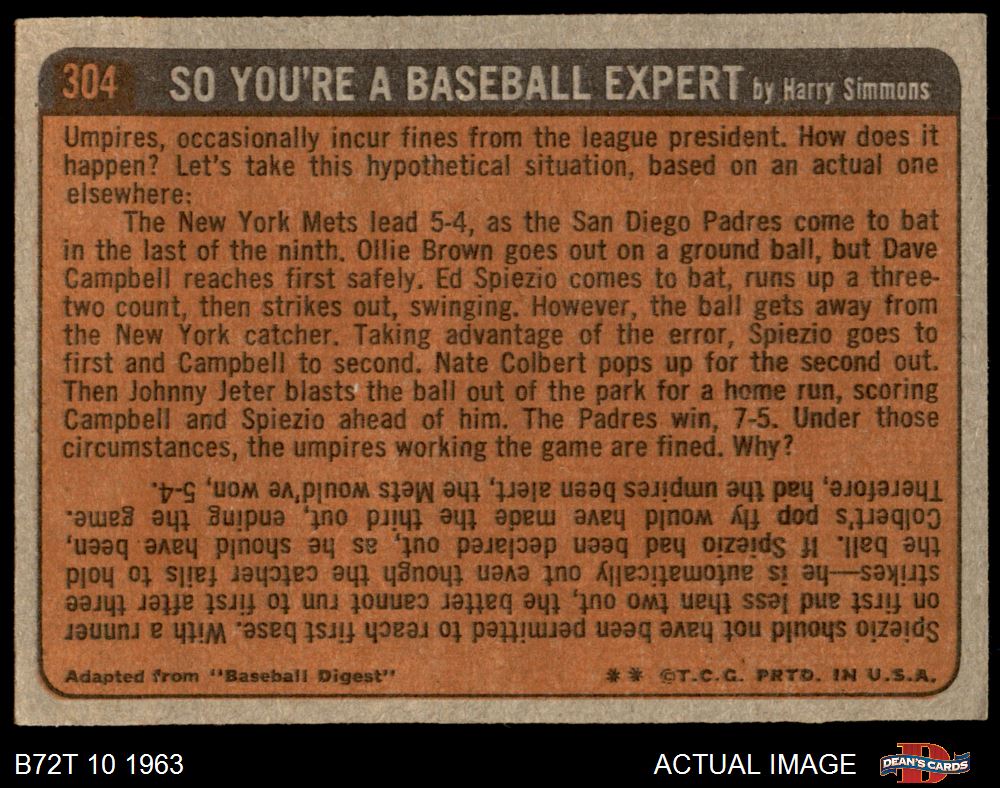 304 SO YOU'RE A BASEBALL EXPERT by Harry Simmons
Umpires, occasionally incur fines from the league president. How does it
happen? Let's take this hypothetical situation, based on an actual one
elsewhere:
The New York Mets lead 5-4, as the San Diego Padres come to bat
in the last of the ninth. Ollie Brown goes out on a ground ball, but Dave
Campbell reaches first safely. Ed Spiezio comes to bat, runs up a three-
two count, then strikes out, swinging. However, the ball gets away from
the New York catcher. Taking advantage of the error, Spiezio goes to
first and Campbell to second. Nate Colbert pops up for the second out.
Then Johnny Jeter blasts the ball out of the park for a home run, scoring
Campbell and Spiezio ahead of him. The Padres win, 7-5. Under those
circumstances, the umpires working the game are fined. Why?
Spiezio should not have been permitted to reach first base. With a runner
on first and less than two out, the batter cannot run to first after three
strikes—he is automatically out even though the catcher fails to hold
the ball. If Spiezio had been declared out, as he should have been,
Colbert's pop fly would have made the third out, ending the game.
Therefore, had the umpires been alert, the Mets would've won, 5-4.
Adapted from "Baseball Digest" ** ©T.C.G. PRTD. IN U.S.A.
B72T 10 1963 ACTUAL IMAGE DEAN'S CARDS